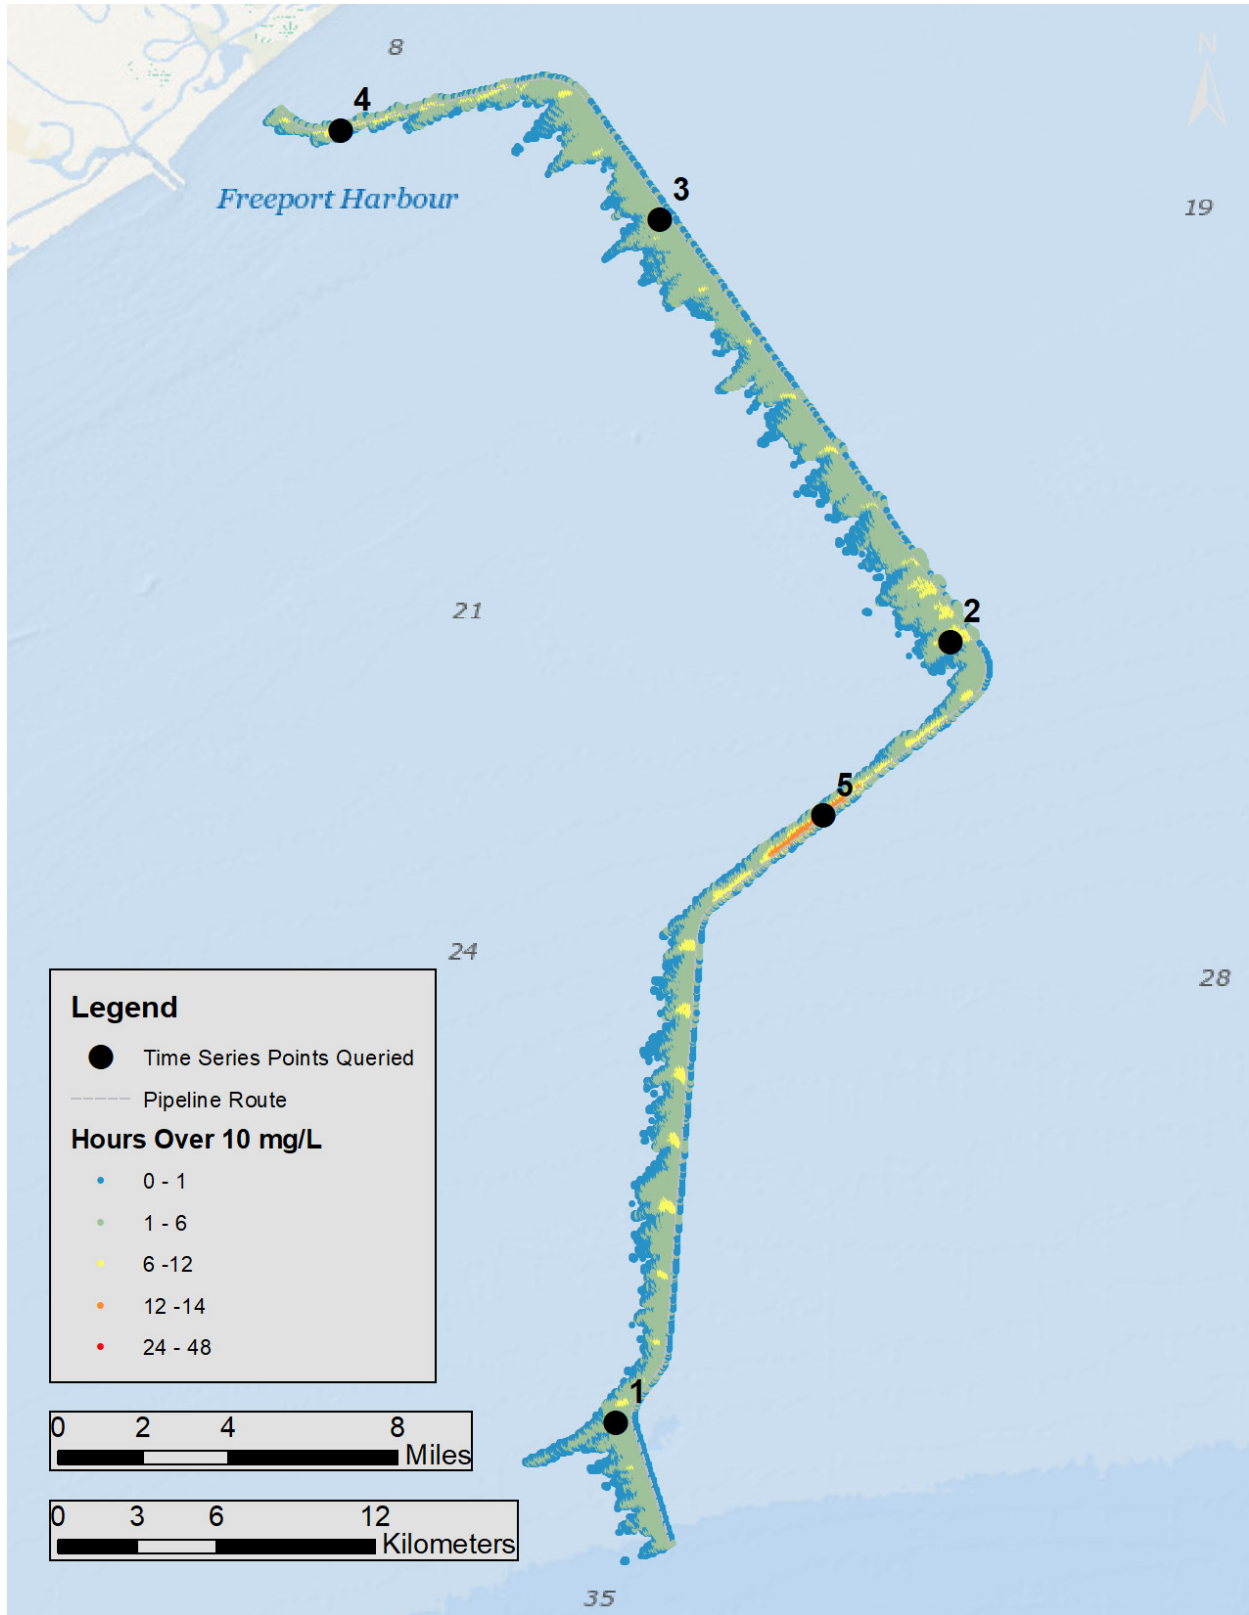 8
N
4
Freeport Harbour
3
19
21
2
5
24
28
Legend
Time Series Points Queried
Pipeline Route
Hours Over 10 mg/L
0 - 1
1 - 6
6 -12
12 -14
24 - 48
1
0 2 4 8
Miles
0 3 6 12
Kilometers
35